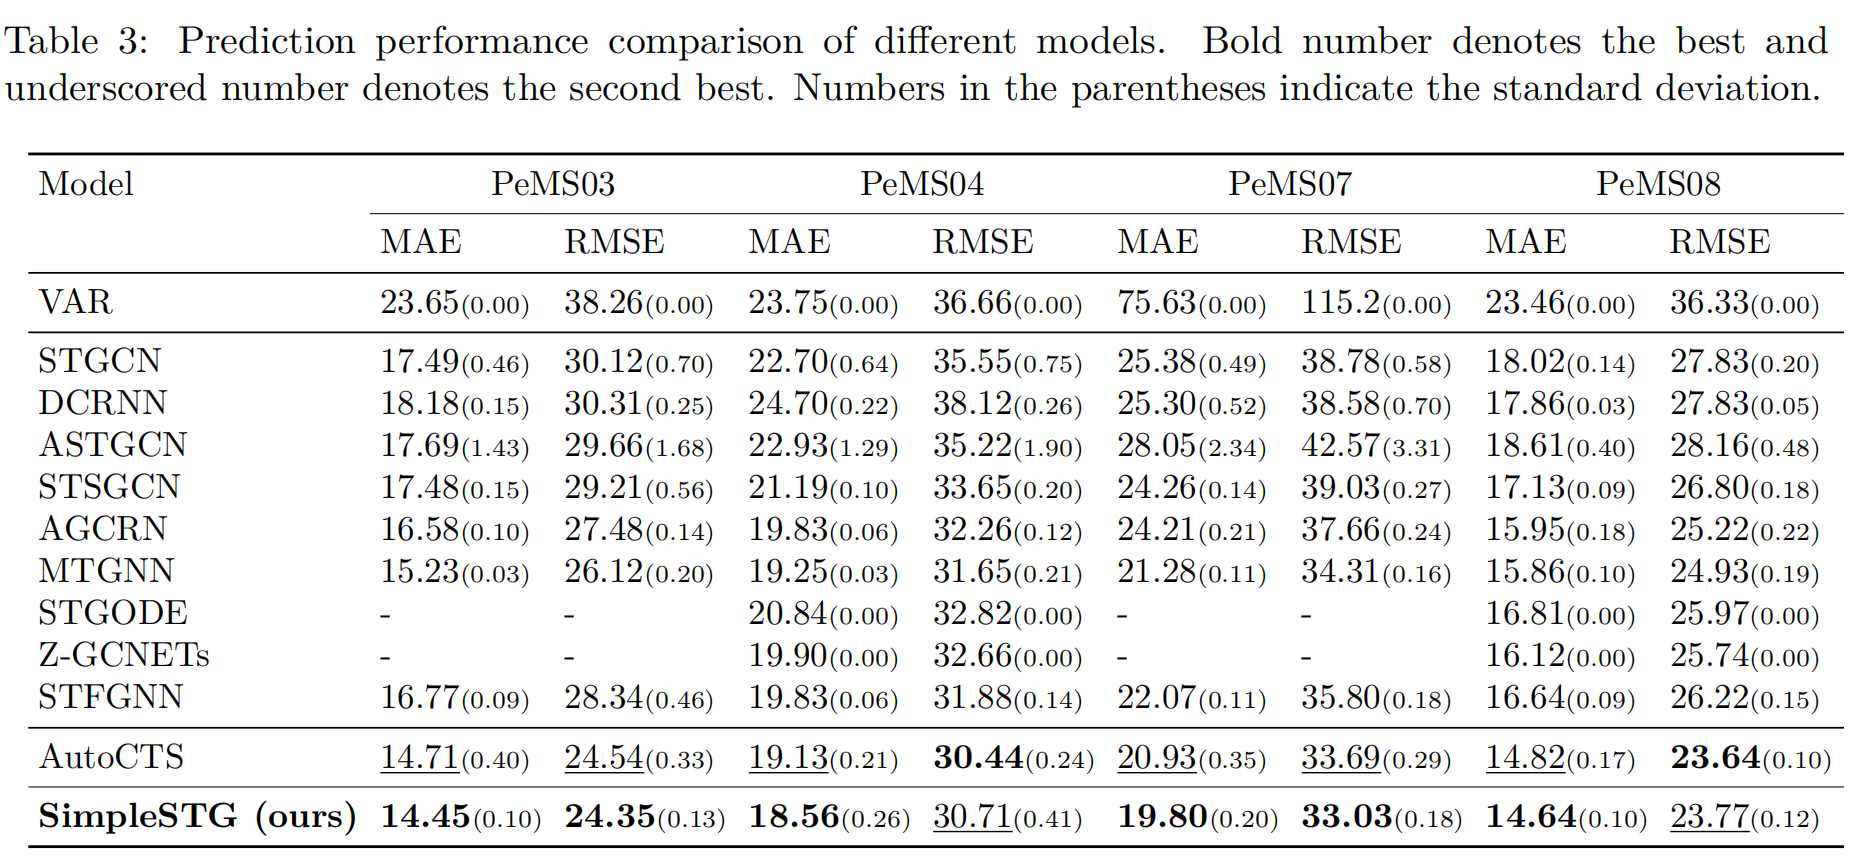 Table 3: Prediction performance comparison of different models. Bold number denotes the best and
underscored number denotes the second best. Numbers in the parentheses indicate the standard deviation.
Model PeMS03 PeMS04 PeMS07 PeMS08
MAE RMSE MAE RMSE MAE RMSE MAE RMSE
VAR 23.65(0.00) 38.26(0.00) 23.75(0.00) 36.66(0.00) 75.63(0.00) 115.2(0.00) 23.46(0.00) 36.33(0.00)
STGCN 17.49(0.46) 30.12(0.70) 22.70(0.64) 35.55(0.75) 25.38(0.49) 38.78(0.58) 18.02(0.14) 27.83(0.20)
DCRNN 18.18(0.15) 30.31(0.25) 24.70(0.22) 38.12(0.26) 25.30(0.52) 38.58(0.70) 17.86(0.03) 27.83(0.05)
ASTGCN 17.69(1.43) 29.66(1.68) 22.93(1.29) 35.22(1.90) 28.05(2.34) 42.57(3.31) 18.61(0.40) 28.16(0.48)
STSGCN 17.48(0.15) 29.21(0.56) 21.19(0.10) 33.65(0.20) 24.26(0.14) 39.03(0.27) 17.13(0.09) 26.80(0.18)
AGCRN 16.58(0.10) 27.48(0.14) 19.83(0.06) 32.26(0.12) 24.21(0.21) 37.66(0.24) 15.95(0.18) 25.22(0.22)
MTGNN 15.23(0.03) 26.12(0.20) 19.25(0.03) 31.65(0.21) 21.28(0.11) 34.31(0.16) 15.86(0.10) 24.93(0.19)
STGODE - - 20.84(0.00) 32.82(0.00) - - 16.81(0.00) 25.97(0.00)
Z-GCNETs - - 19.90(0.00) 32.66(0.00) - - 16.12(0.00) 25.74(0.00)
STFGNN 16.77(0.09) 28.34(0.46) 19.83(0.06) 31.88(0.14) 22.07(0.11) 35.80(0.18) 16.64(0.09) 26.22(0.15)
AutoCTS 14.71(0.40) 24.54(0.33) 19.13(0.21) 30.44(0.24) 20.93(0.35) 33.69(0.29) 14.82(0.17) 23.64(0.10)
SimpleSTG (ours) 14.45(0.10) 24.35(0.13) 18.56(0.26) 30.71(0.41) 19.80(0.20) 33.03(0.18) 14.64(0.10) 23.77(0.12)